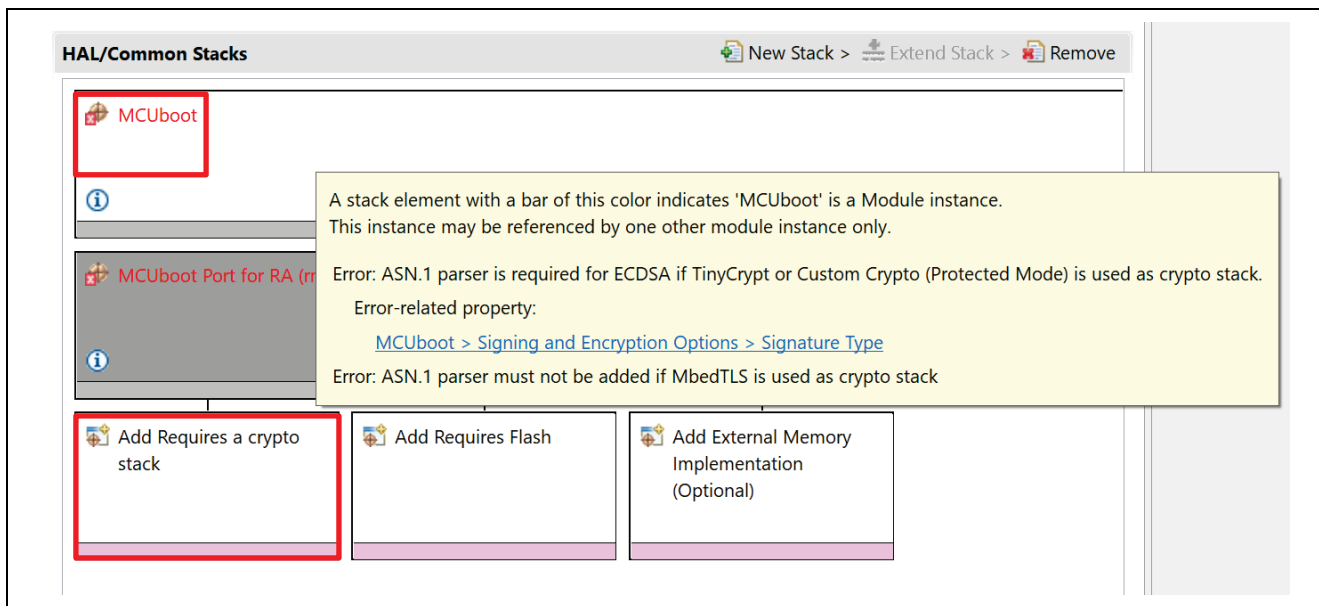 HAL/Common Stacks
New Stack > Extend Stack > Remove
MCUboot
A stack element with a bar of this color indicates 'MCUboot' is a Module instance.
This instance may be referenced by one other module instance only.
MCUboot Port for RA (
Error: ASN.1 parser is required for ECDSA if TinyCrypt or Custom Crypto (Protected Mode) is used as crypto stack.
Error-related property:
MCUboot > Signing and Encryption Options > Signature Type
Error: ASN.1 parser must not be added if MbedTLS is used as crypto stack
Add Requires a crypto
stack
Add Requires Flash
Add External Memory
Implementation
(Optional)